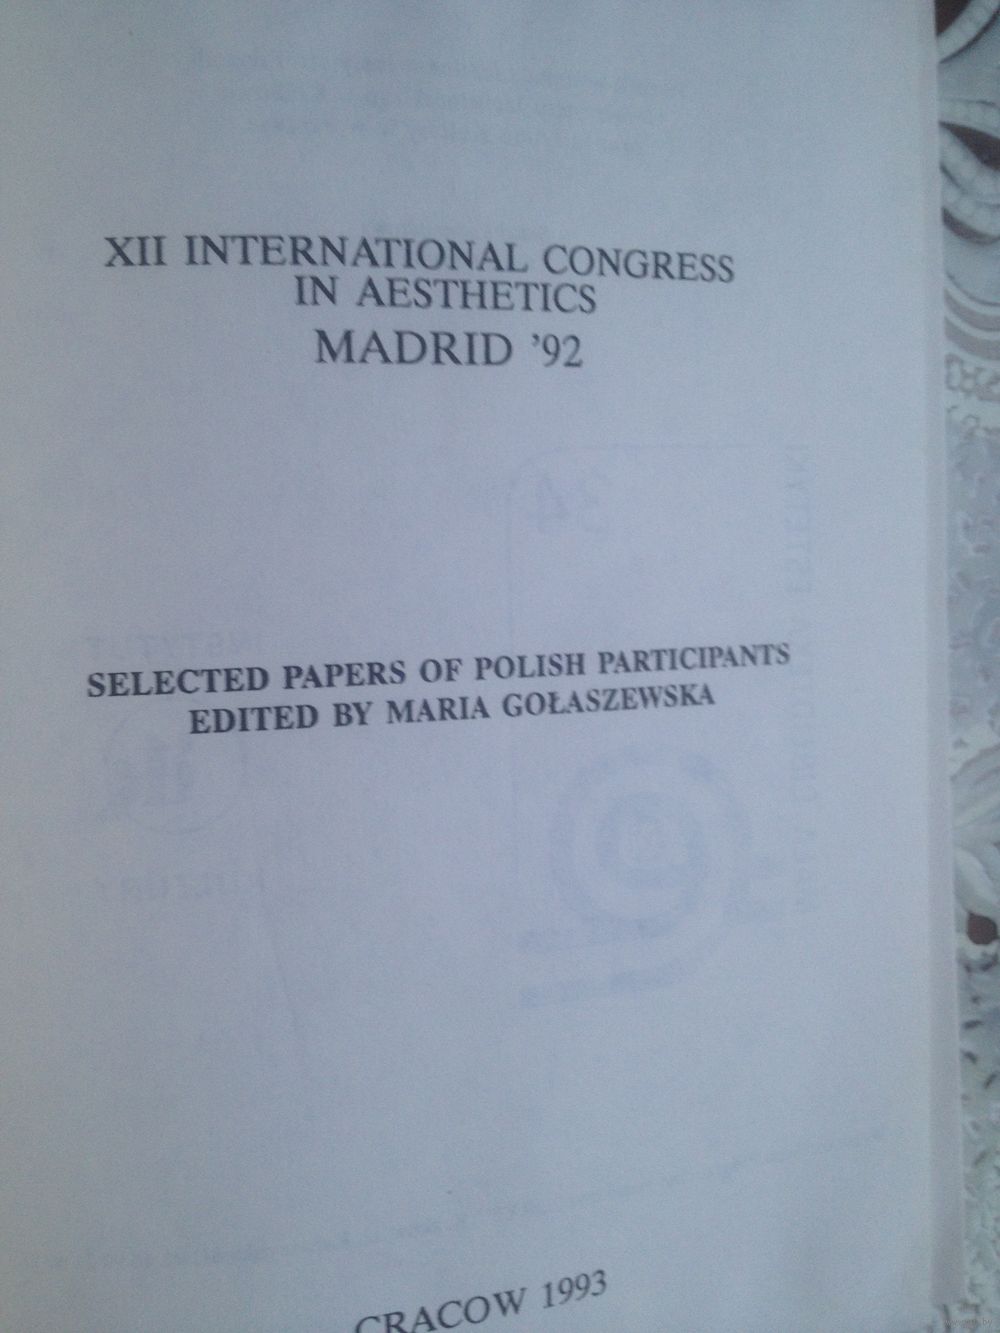 XII INTERNATIONAL CONGRESS
IN AESTHETICS
MADRID '92
SELECTED PAPERS OF POLISH PARTICIPANTS
EDITED BY MARIA GOŁASZEWSKA
CRACOW 1993